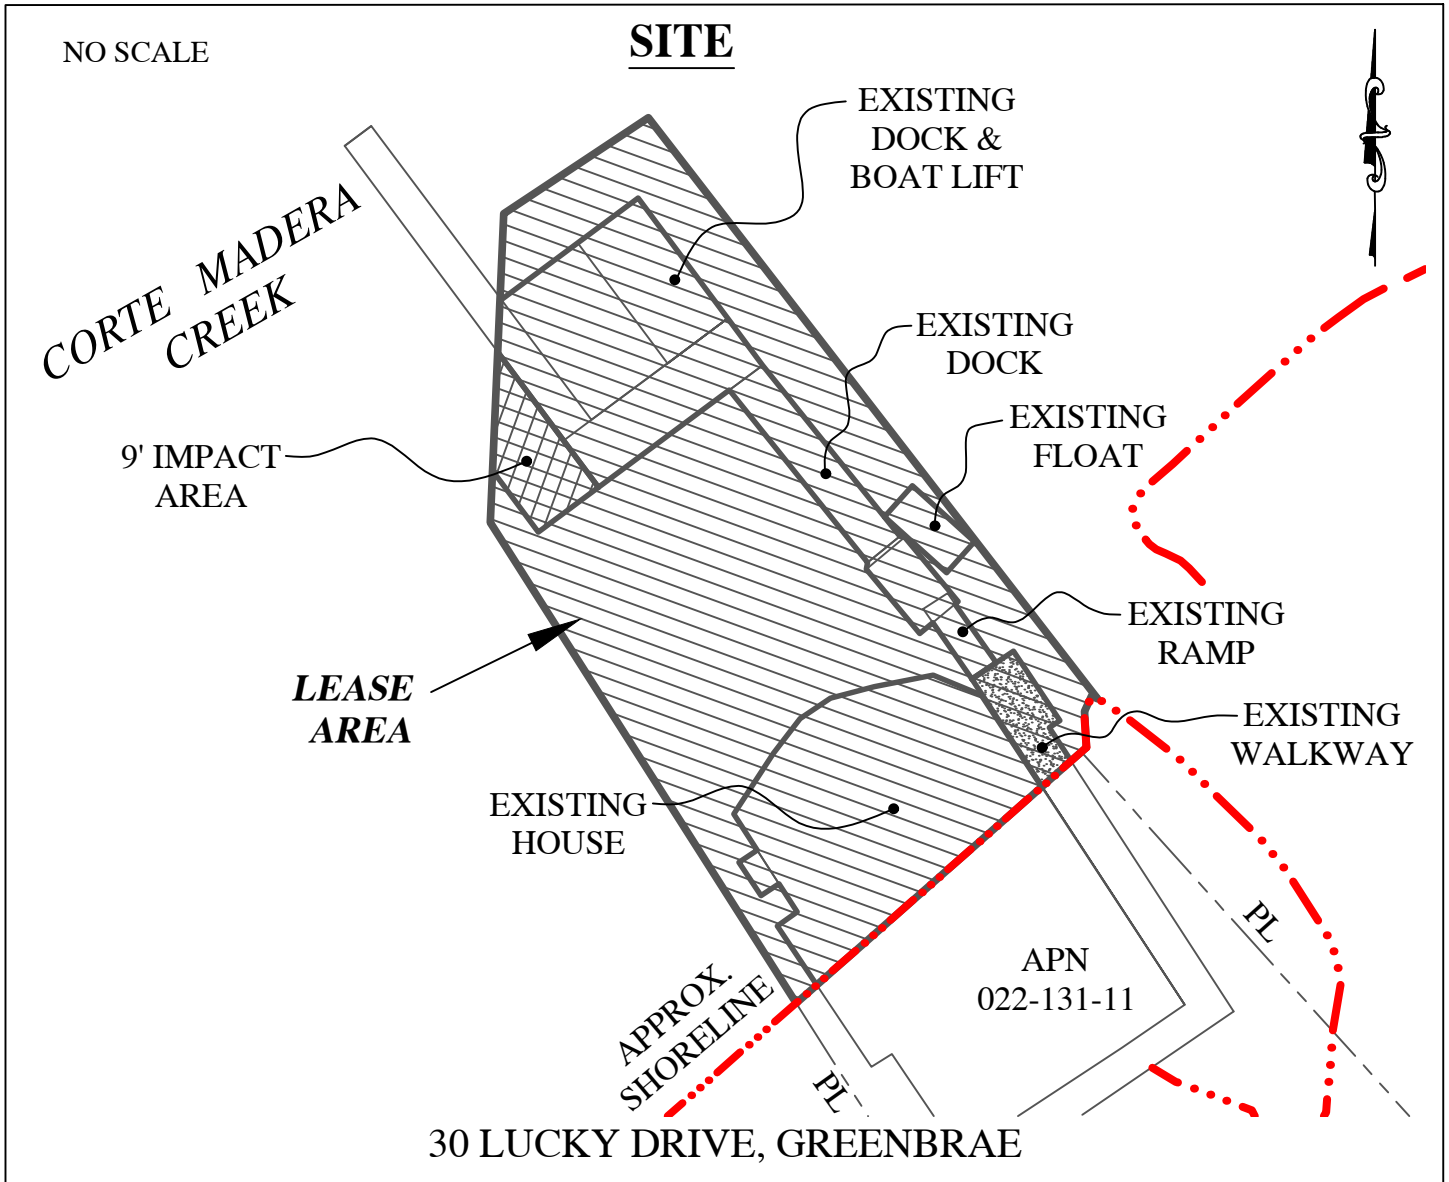 SITE
NO SCALE
EXISTING
DOCK &
BOAT LIFT
CORTE MADERA
CREEK
EXISTING
DOCK
EXISTING
FLOAT
9' IMPACT
AREA
EXISTING
RAMP
LEASE
AREA
EXISTING
WALKWAY
EXISTING
HOUSE
PL
APN
022-131-11
APPROX.
SHORELINE
PL
30 LUCKY DRIVE, GREENBRAE